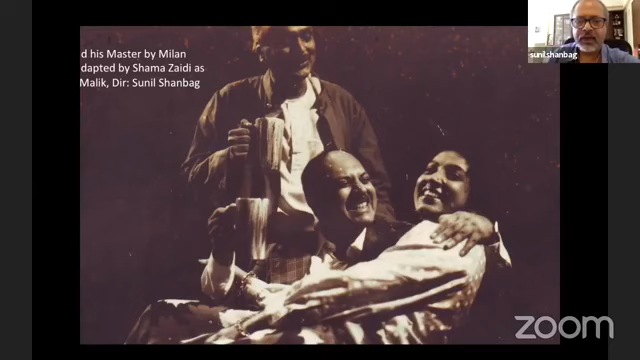 d his Master by Milan
dapted by Shama Zaidi as
Malik, Dir: Sunil Shanbag
sunil.shanbag
zoom